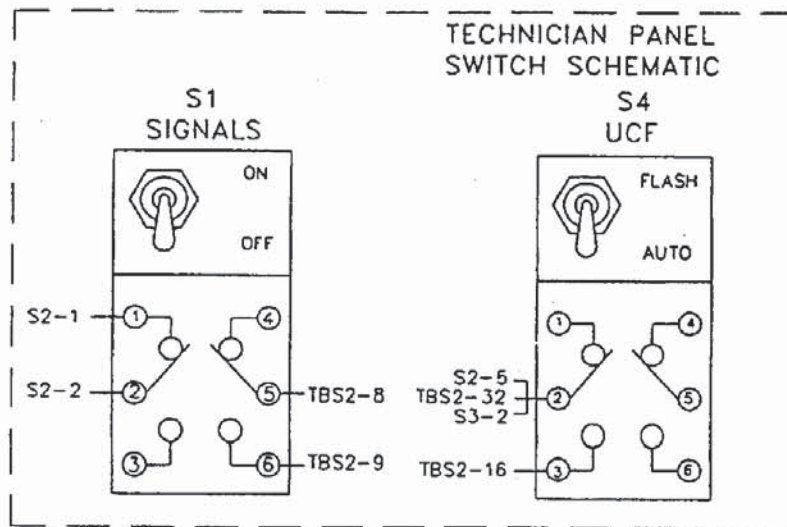 TECHNICIAN PANEL
SWITCH SCHEMATIC
S1
SIGNALS
ON
OFF
S2-1
1
4
S2-2
2
5
TBS2-8
3
6
TBS2-9
S4
UCF
FLASH
AUTO
1
4
S2-5
TBS2-32
S3-2
2
5
TBS2-16
3
6